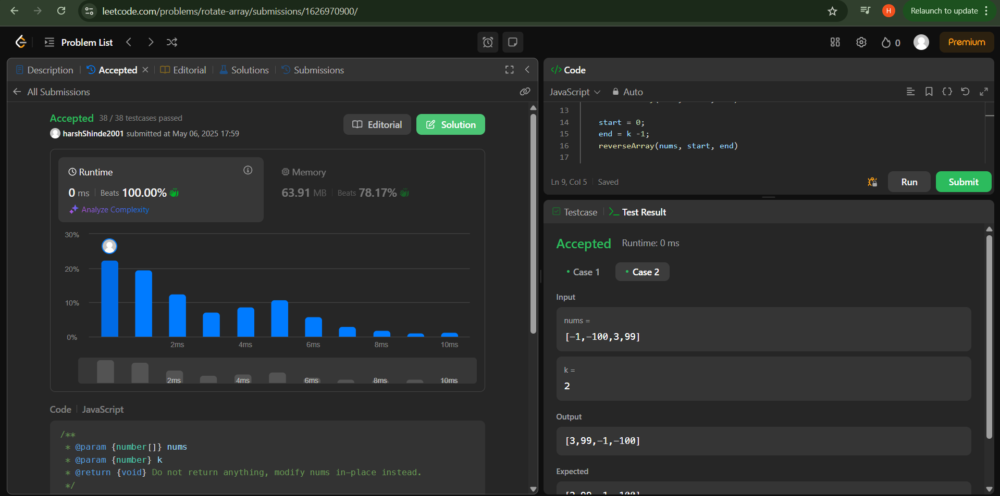 leetcode.com/problems/rotate-array/submissions/1626970900/
H
Relaunch to update
Problem List
0
Premium
Description
Accepted
Editorial
Solutions
Submissions
All Submissions
Accepted 38 / 38 testcases passed
harshShinde2001 submitted at May 06, 2025 17:59
Editorial
Solution
Runtime
0 ms Beats 100.00%
Analyze Complexity
Memory
63.91 MB Beats 78.17%
30%
20%
10%
0%
2ms 4ms 6ms 8ms 10ms
2ms 4ms 6ms 8ms 10ms
Code JavaScript
/**
* @param {number[]} nums
* @param {number} k
* @return {void} Do not return anything, modify nums in-place instead.
*/
</> Code
JavaScript Auto
13
14 start = 0;
15 end = k -1;
16 reverseArray(nums, start, end)
17
Ln 9, Col 5 Saved
Run
Submit
Testcase
Test Result
Accepted Runtime: 0 ms
Case 1
Case 2
Input
nums =
[-1,-100,3,99]
k =
2
Output
[3,99,-1,-100]
Expected